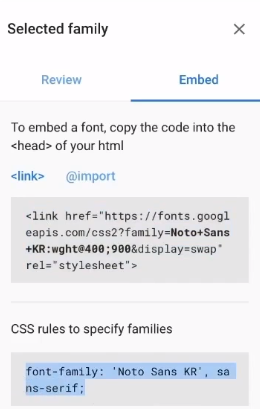 Selected family
Review
Embed
To embed a font, copy the code into the
<head> of your html
<link>
@import
<link href="https://fonts.googl
eapis.com/css2?family=Noto+Sans
+KR:wght@400;900&display=swap"
rel="stylesheet">
CSS rules to specify families
font-family: 'Noto Sans KR', sa
ns-serif;